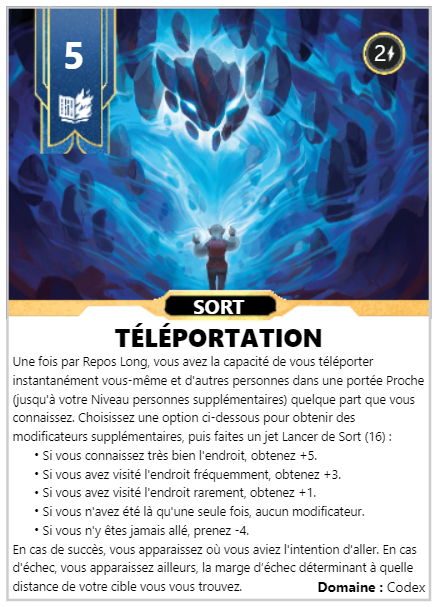 5
2
SORT
TÉLÉPORTATION
Une fois par Repos Long, vous avez la capacité de vous téléporter
instantanément vous-même et d'autres personnes dans une portée Proche
(jusqu'à votre Niveau personnes supplémentaires) quelque part que vous
connaissez. Choisissez une option ci-dessous pour obtenir des
modificateurs supplémentaires, puis faites un jet Lancer de Sort (16) :
• Si vous connaissez très bien l'endroit, obtenez +5.
• Si vous avez visité l'endroit fréquemment, obtenez +3.
• Si vous avez visité l'endroit rarement, obtenez +1.
• Si vous n'avez été là qu'une seule fois, aucun modificateur.
• Si vous n'y êtes jamais allé, prenez -4.
En cas de succès, vous apparaissez où vous aviez l'intention d'aller. En cas
d'échec, vous apparaissez ailleurs, la marge d'échec déterminant à quelle
distance de votre cible vous vous trouvez.
Domaine : Codex